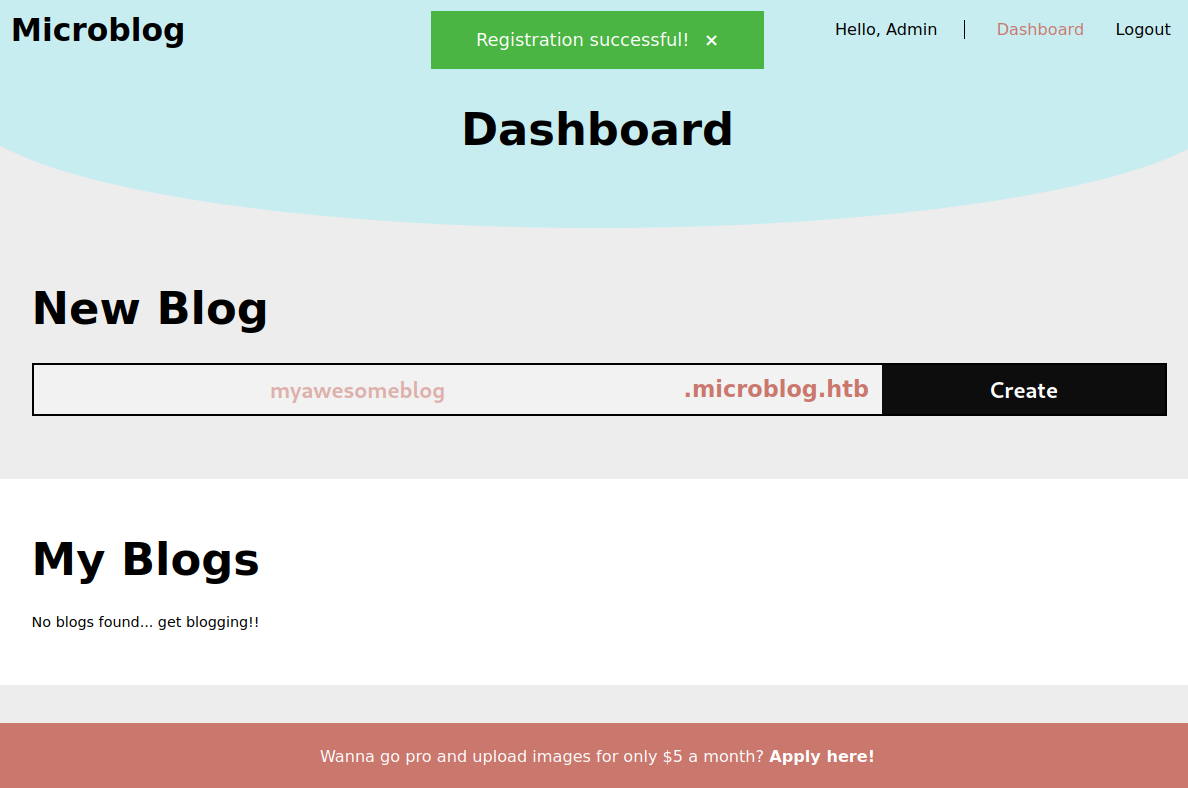 Microblog
Registration successful! ×
Hello, Admin
Dashboard
Logout
Dashboard
New Blog
myawesomeblog
.microblog.htb
Create
My Blogs
No blogs found... get blogging!!
Wanna go pro and upload images for only $5 a month? Apply here!